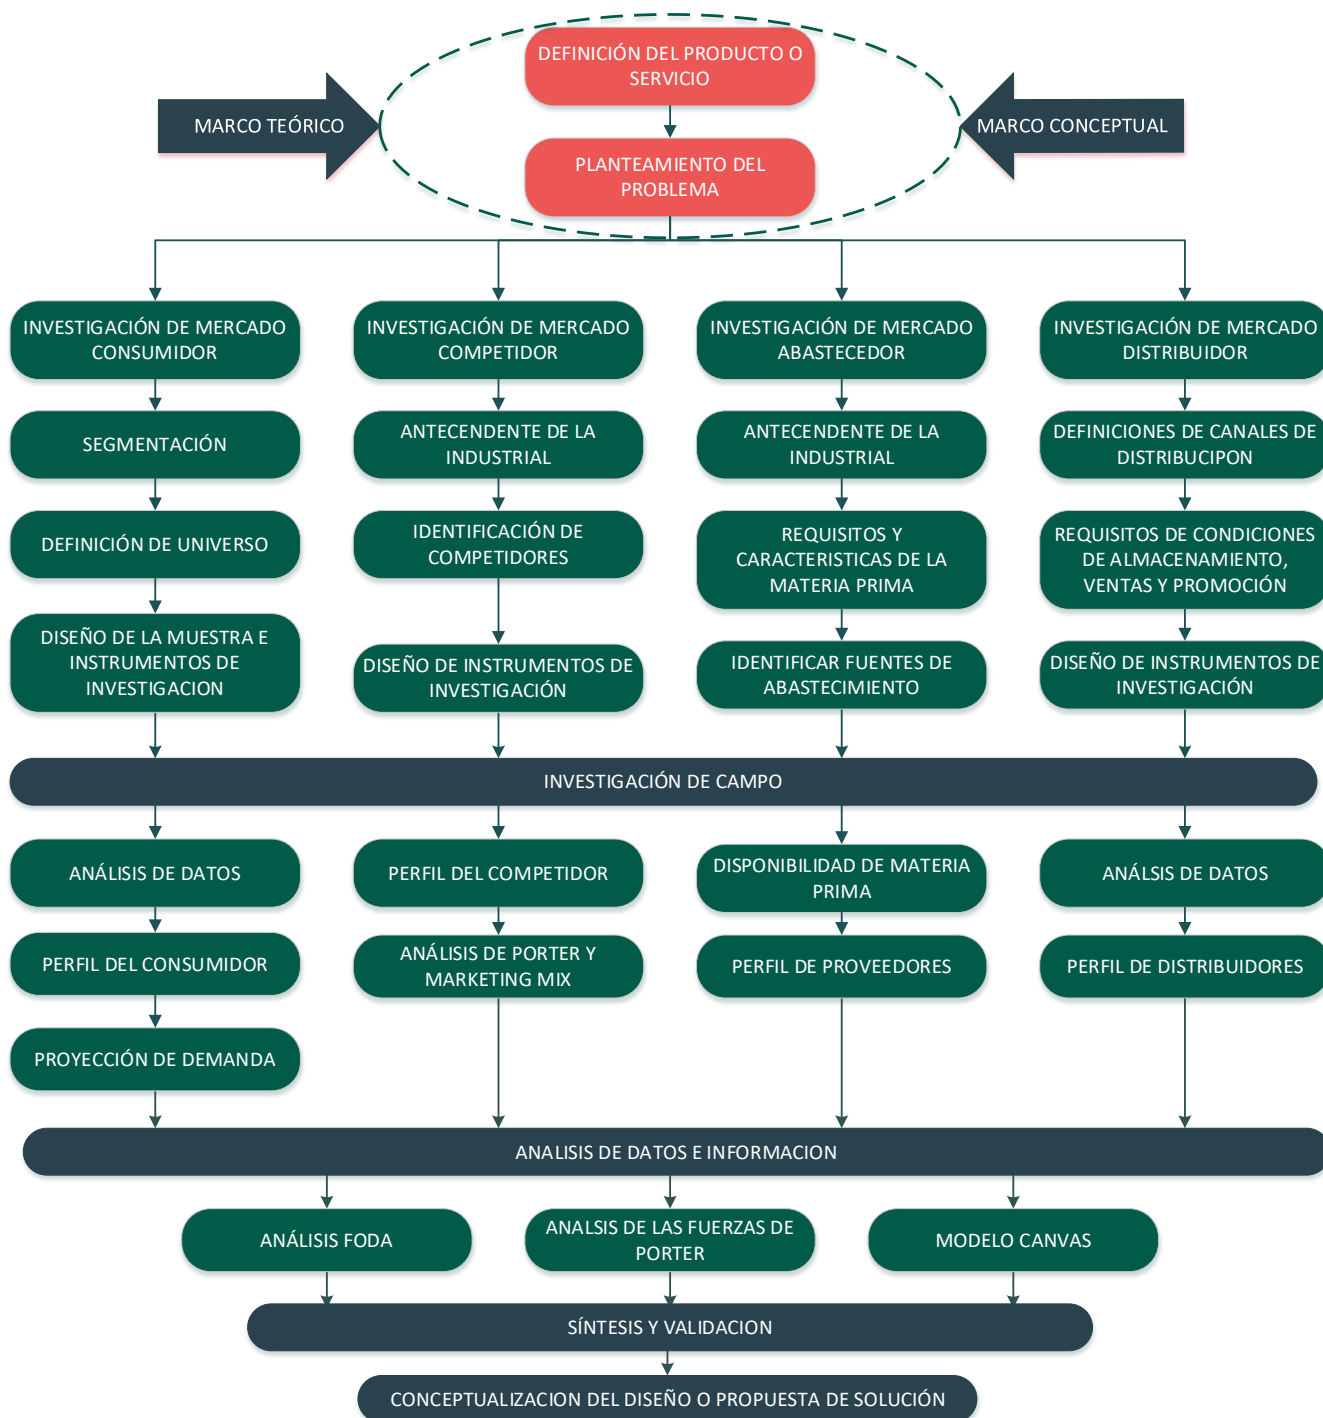 DEFINICIÓN DEL PRODUCTO O
SERVICIO
MARCO TEÓRICO
MARCO CONCEPTUAL
PLANTEAMIENTO DEL
PROBLEMA
INVESTIGACIÓN DE MERCADO
CONSUMIDOR
INVESTIGACIÓN DE MERCADO
COMPETIDOR
INVESTIGACIÓN DE MERCADO
ABASTECEDOR
INVESTIGACIÓN DE MERCADO
DISTRIBUIDOR
SEGMENTACIÓN
ANTECENDENTE DE LA
INDUSTRIAL
ANTECENDENTE DE LA
INDUSTRIAL
DEFINICIONES DE CANALES DE
DISTRIBUCIPON
DEFINICIÓN DE UNIVERSO
IDENTIFICACIÓN DE
COMPETIDORES
REQUISITOS Y
CARACTERISTICAS DE LA
MATERIA PRIMA
REQUISITOS DE CONDICIONES
DE ALMACENAMIENTO,
VENTAS Y PROMOCIÓN
DISEÑO DE LA MUESTRA E
INSTRUMENTOS DE
INVESTIGACION
DISEÑO DE INSTRUMENTOS DE
INVESTIGACIÓN
IDENTIFICAR FUENTES DE
ABASTECIMIENTO
DISEÑO DE INSTRUMENTOS DE
INVESTIGACIÓN
INVESTIGACIÓN DE CAMPO
ANÁLISIS DE DATOS
PERFIL DEL COMPETIDOR
DISPONIBILIDAD DE MATERIA
PRIMA
ANÁLSIS DE DATOS
PERFIL DEL CONSUMIDOR
ANÁLISIS DE PORTER Y
MARKETING MIX
PERFIL DE PROVEEDORES
PERFIL DE DISTRIBUIDORES
PROYECCIÓN DE DEMANDA
ANALISIS DE DATOS E INFORMACION
ANÁLISIS FODA
ANALSIS DE LAS FUERZAS DE
PORTER
MODELO CANVAS
SÍNTESIS Y VALIDACION
CONCEPTUALIZACION DEL DISEÑO O PROPUESTA DE SOLUCIÓN